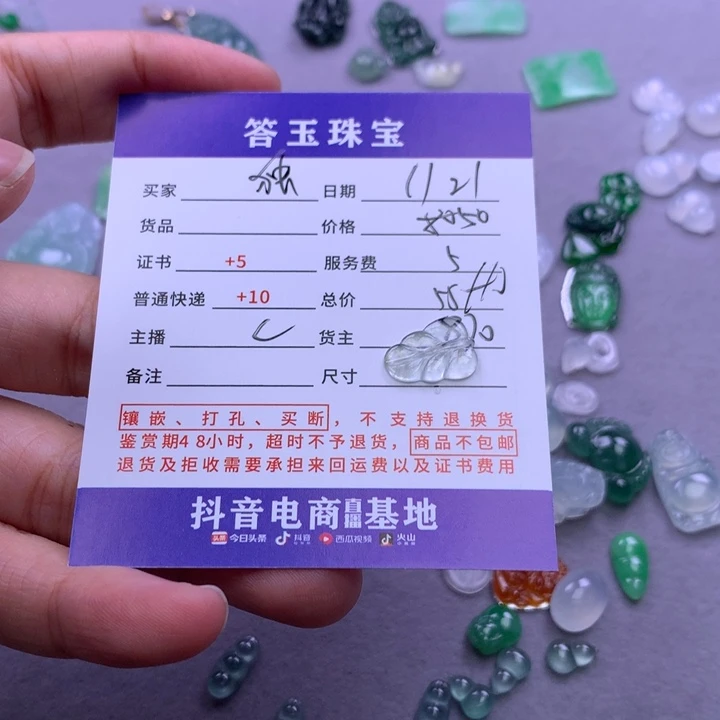 答玉珠宝
买家 日期 11 21
货品 价格
证书 +5 服务费 5
普通快递 +10 总价
主播 货主
备注 尺寸
镶嵌、打孔、买断，不支持退换货
鉴赏期48小时，超时不予退货，商品不包邮
退货及拒收需要承担来回运费以及证书费用
抖音电商直播基地
头条 今日头条 抖音 西瓜视频 火山